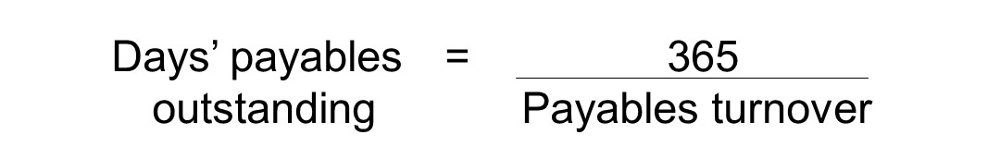 Days’ payables = 365
outstanding Payables turnover